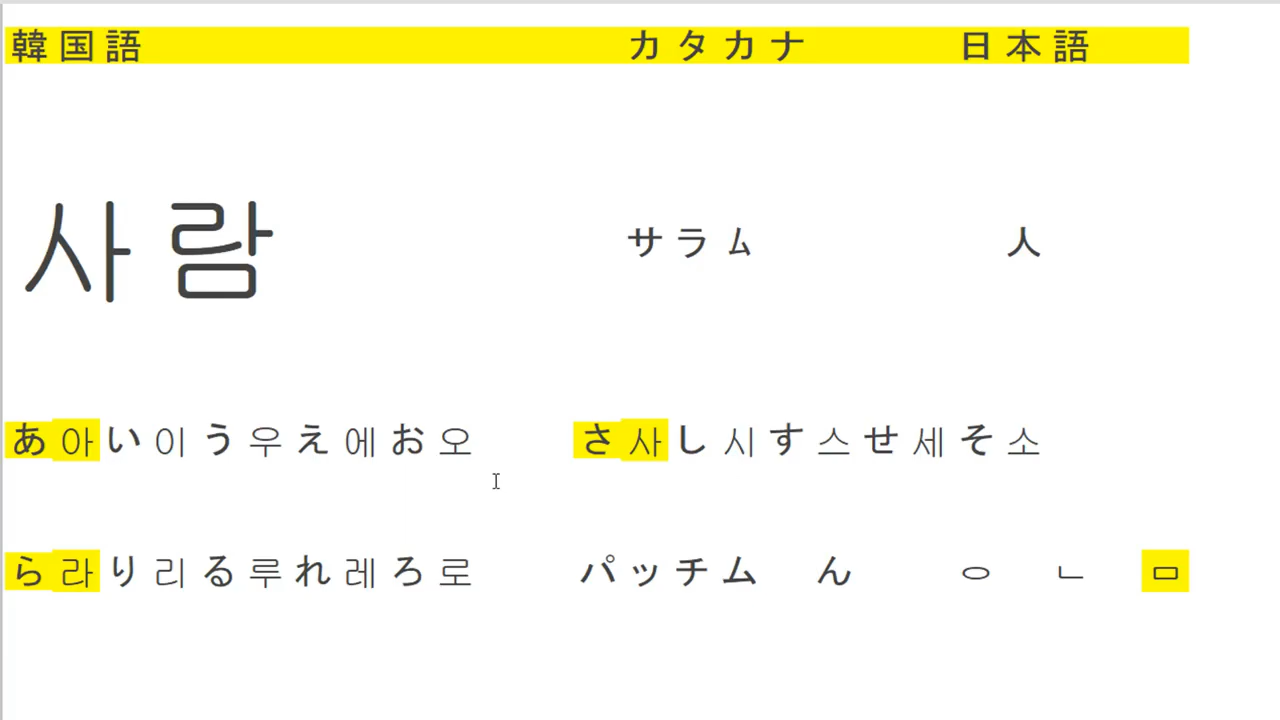 韓国語 カタカナ 日本語
사람 サラム 人
あ아い이う우え에お오 さ사し시す스せ세そ소
ら라り리る루れ레ろ로 パッチム ん ㅇ ㄴ ㅁ